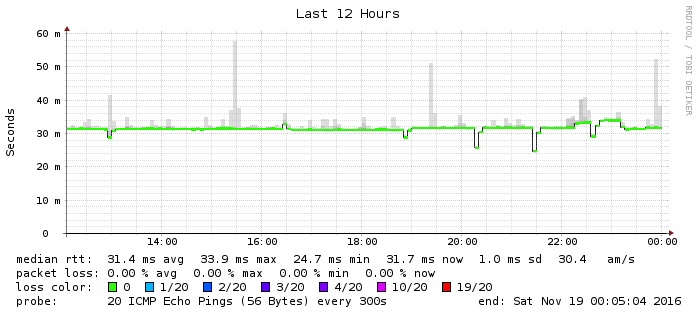 Last 12 Hours
RRDTOOL / TOBI OETIKER
Seconds
60 m
50 m
40 m
30 m
20 m
10 m
0
14:00 16:00 18:00 20:00 22:00 00:00
median rtt: 31.4 ms avg 33.9 ms max 24.7 ms min 31.7 ms now 1.0 ms sd 30.4 am/s
packet loss: 0.00 % avg 0.00 % max 0.00 % min 0.00 % now
loss color: 0 1/20 2/20 3/20 4/20 10/20 19/20
probe: 20 ICMP Echo Pings (56 Bytes) every 300s end: Sat Nov 19 00:05:04 2016